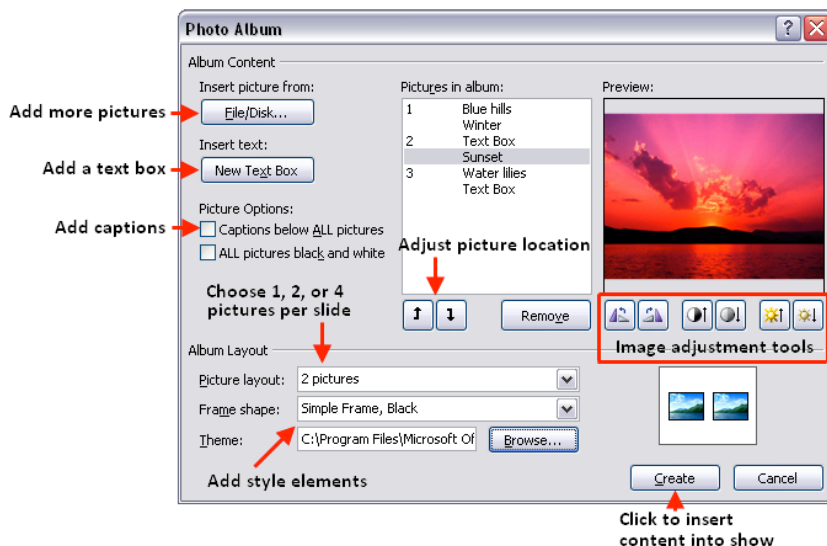 Photo Album
Album Content
Insert picture from:
Pictures in album:
Preview:
Add more pictures
File/Disk...
1 Blue hills
Winter
2 Text Box
Sunset
3 Water lilies
Text Box
Insert text:
Add a text box
New Text Box
Picture Options:
Add captions
Captions below ALL pictures
ALL pictures black and white
Adjust picture location
Choose 1, 2, or 4
pictures per slide
Remove
Image adjustment tools
Album Layout
Picture layout: 2 pictures
Frame shape: Simple Frame, Black
Theme: C:\Program Files\Microsoft Of Browse...
Add style elements
Create
Cancel
Click to insert
content into show